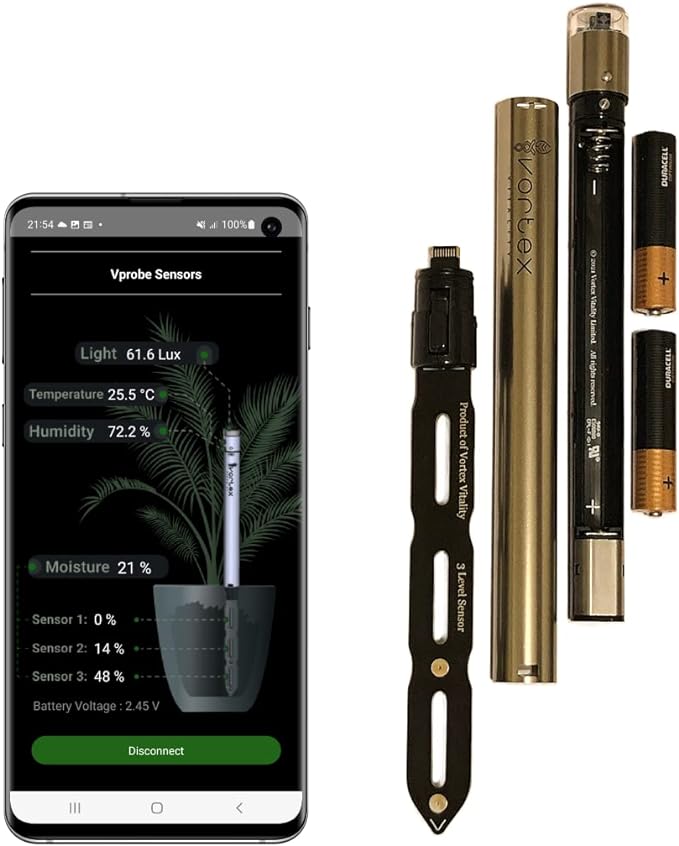 21:54
100%
Vprobe Sensors
Light 61.6 Lux
Temperature 25.5 °C
Humidity 72.2 %
vortex
Moisture 21 %
Sensor 1: 0 %
Sensor 2: 14 %
Sensor 3: 48 %
Battery Voltage : 2.45 V
Disconnect
Product of Vortex Vitality
3 Level Sensor
vortex
VITALITY
© 2021 Vortex Vitality Limited. All rights reserved.
DURACELL
+
DURACELL
+